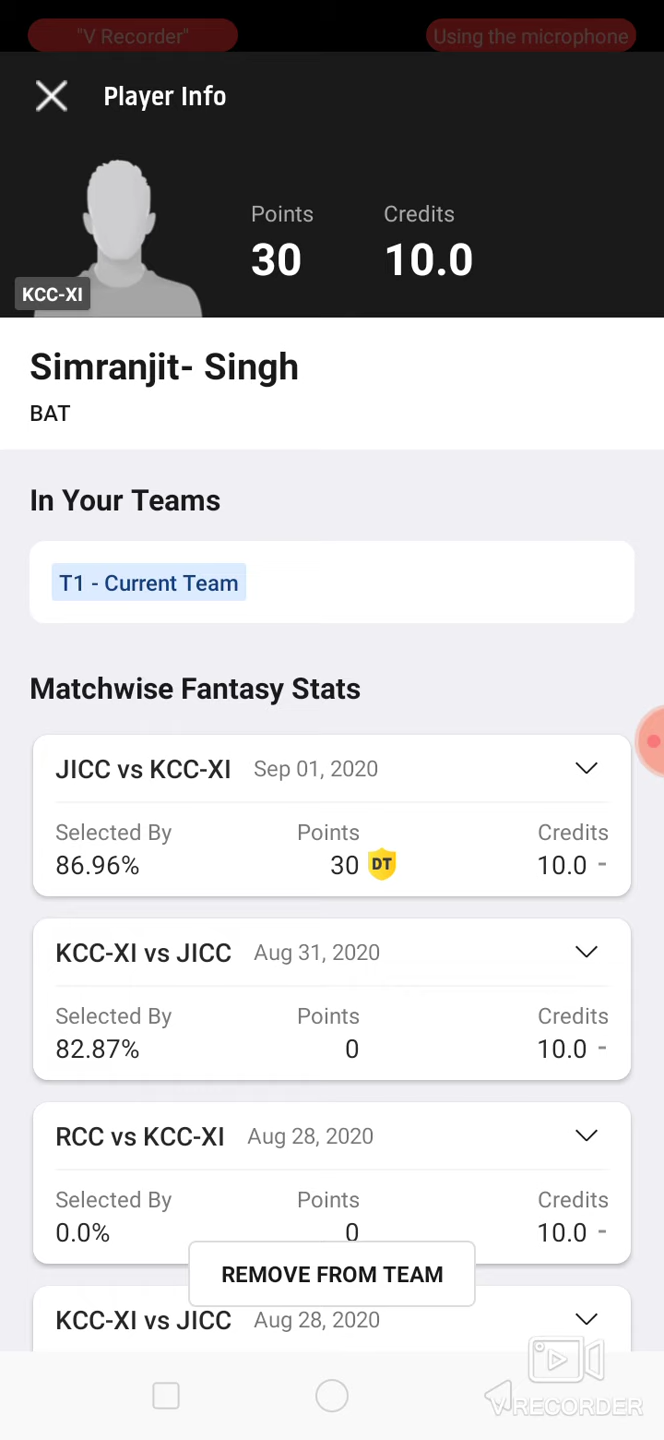 "V Recorder" Using the microphone
Player Info
Points Credits
30 10.0
KCC-XI
Simranjit- Singh
BAT
In Your Teams
T1 - Current Team
Matchwise Fantasy Stats
JICC vs KCC-XI Sep 01, 2020
Selected By Points Credits
86.96% 30 DT 10.0 -
KCC-XI vs JICC Aug 31, 2020
Selected By Points Credits
82.87% 0 10.0 -
RCC vs KCC-XI Aug 28, 2020
Selected By Points Credits
0.0% 0 10.0 -
REMOVE FROM TEAM
KCC-XI vs JICC Aug 28, 2020
VRECORDER